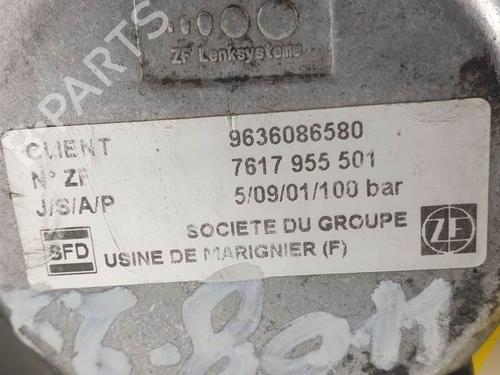 ZF Lenksysteme
CLIENT 9636086580
N° ZF 7617 955 501
J/S/A/P 5/09/01/100 bar
BFD SOCIETE DU GROUPE ZF
USINE DE MARIGNIER (F)
PARTS